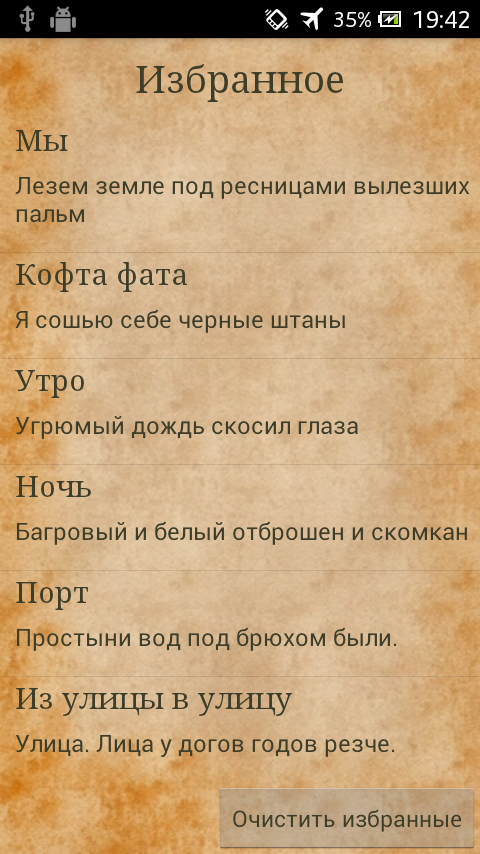 35% 19:42
Избранное
Мы
Лезем земле под ресницами вылезших
пальм
Кофта фата
Я сошью себе черные штаны
Утро
Угрюмый дождь скосил глаза
Ночь
Багровый и белый отброшен и скомкан
Порт
Простыни вод под брюхом были.
Из улицы в улицу
Улица. Лица у догов годов резче.
Очистить избранные